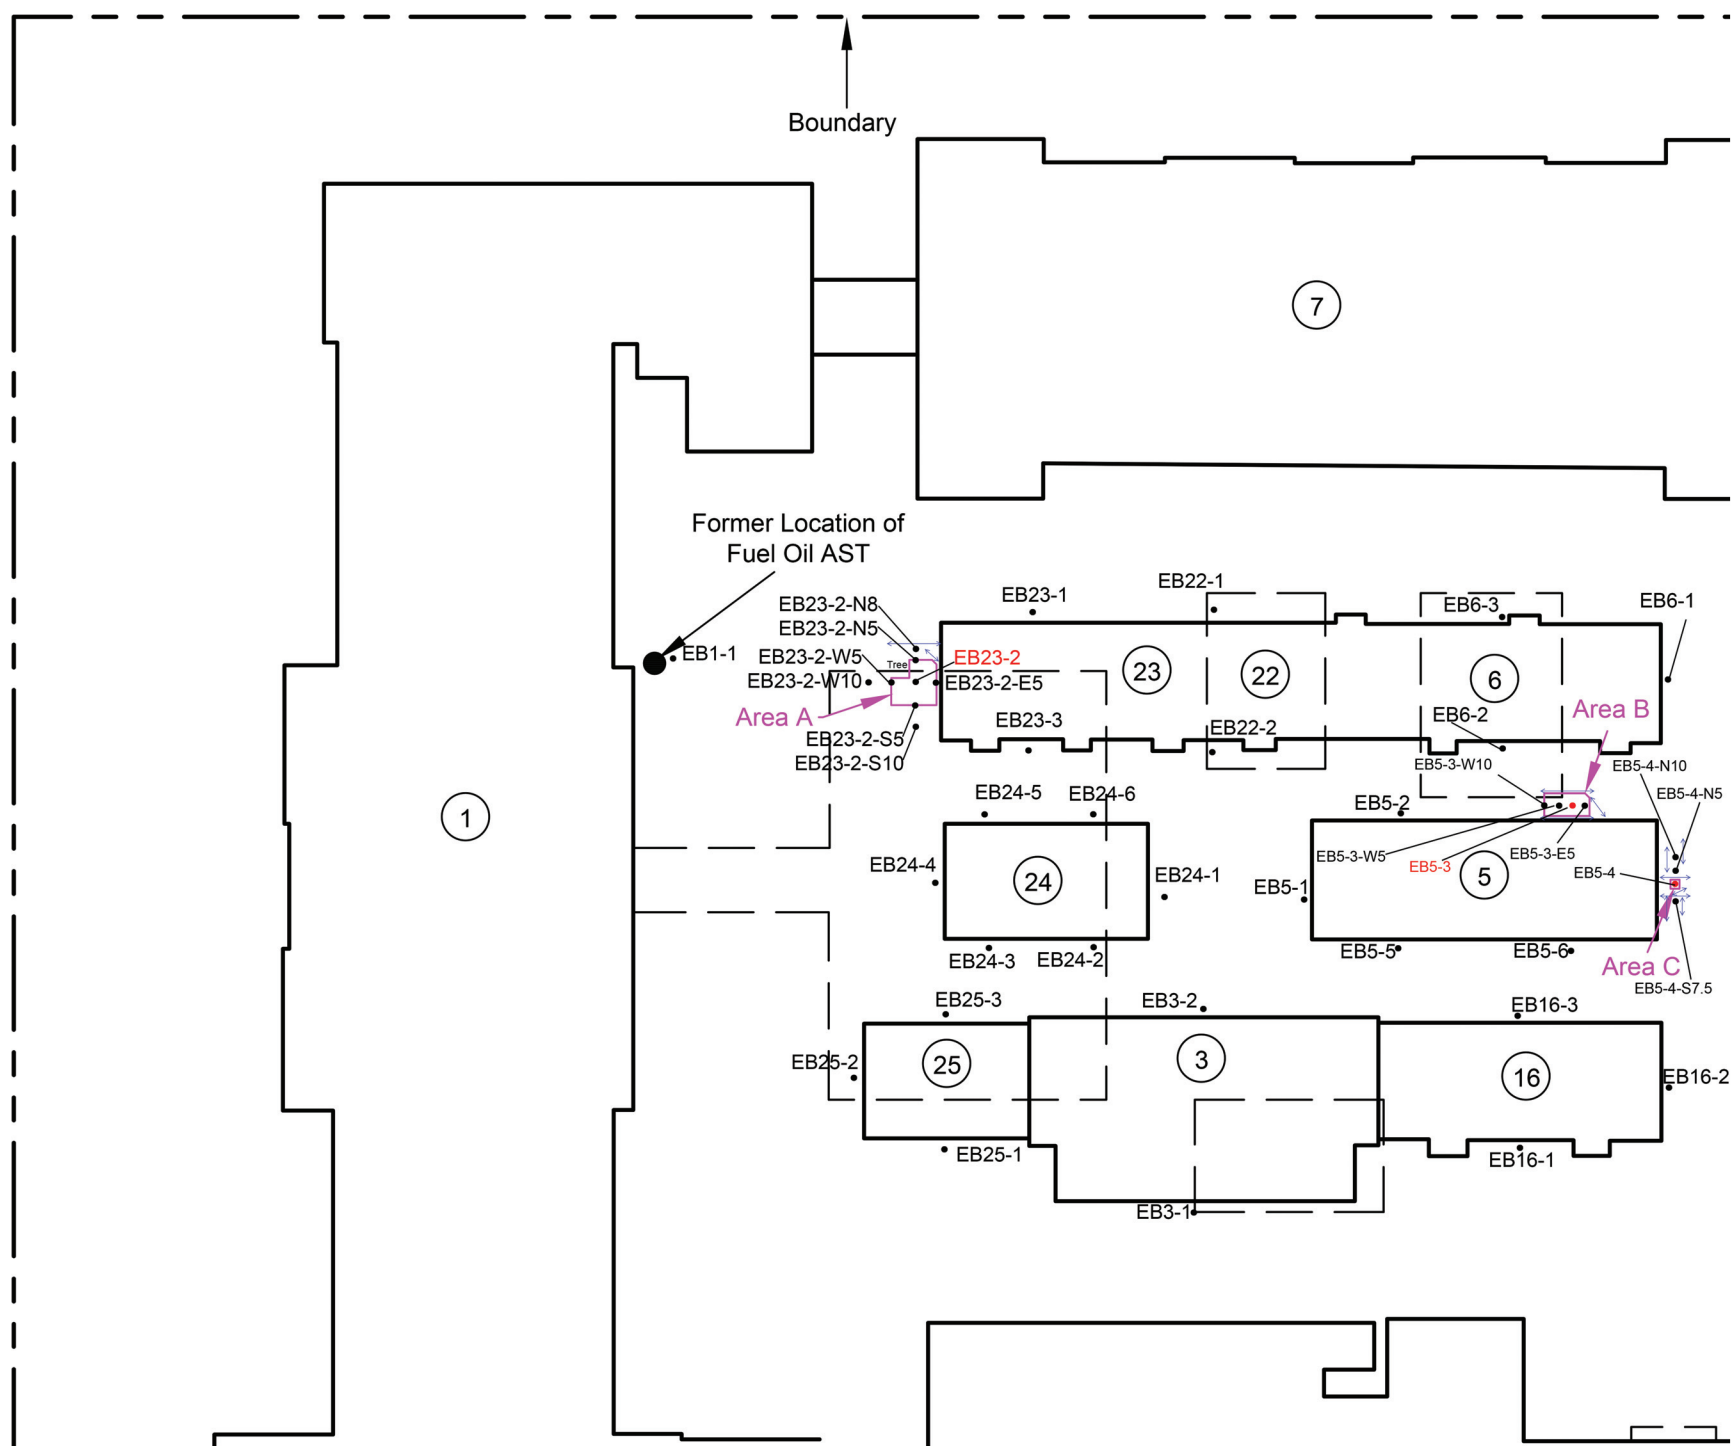 Boundary
7
Former Location of
Fuel Oil AST
EB1-1
EB23-2-N8
EB23-2-N5
EB23-2-W5
Tree
EB23-2
EB23-2-W10
EB23-2-E5
Area A
EB23-2-S5
EB23-2-S10
EB23-1
EB22-1
EB6-3
EB6-1
23
22
6
EB23-3
EB22-2
EB6-2
Area B
EB5-3-W10
EB5-4-N10
EB5-4-N5
1
EB24-5
EB24-6
EB5-2
EB5-3-W5
EB5-3
EB5-3-E5
EB5-4
EB24-4
24
EB24-1
EB5-1
5
EB24-3
EB24-2
EB5-5
EB5-6
Area C
EB5-4-S7.5
EB25-3
EB3-2
EB16-3
EB25-2
25
3
16
EB16-2
EB25-1
EB16-1
EB3-1